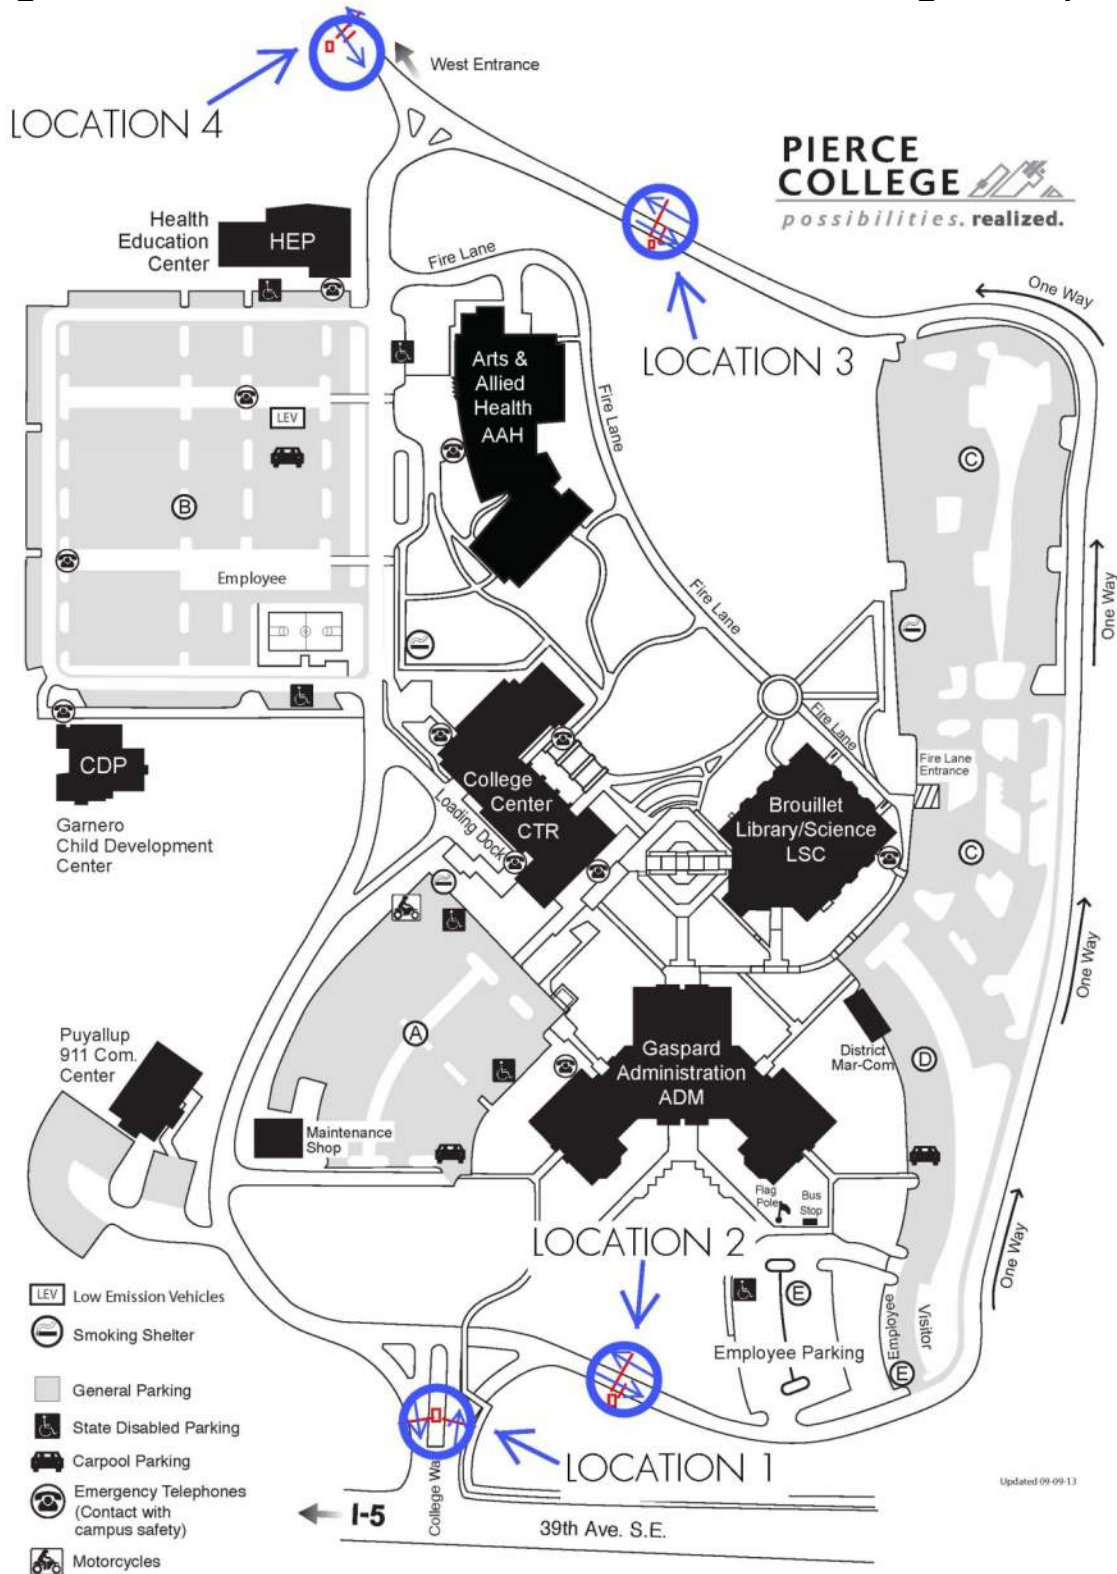 West Entrance
LOCATION 4
PIERCE
COLLEGE
possibilities. realized.
Health
Education
Center
HEP
Fire Lane
One Way
LOCATION 3
Arts &
Allied
Health
AAH
Fire Lane
LEV
C
B
Employee
Fire Lane
One Way
Fire Lane
Fire Lane
Entrance
CDP
College
Center
CTR
Loading Dock
Brouillet
Library/Science
LSC
Garnero
Child Development
Center
C
One Way
A
Puyallup
911 Com.
Center
Gaspard
Administration
ADM
District
Mar-Com
D
Maintenance
Shop
Flag
Pole
Bus
Stop
One Way
LOCATION 2
LEV Low Emission Vehicles
Smoking Shelter
E
Employee
Visitor
Employee Parking
E
General Parking
State Disabled Parking
Carpool Parking
LOCATION 1
Updated 09-09-13
Emergency Telephones
(Contact with
campus safety)
I-5
College Wa
39th Ave. S.E.
Motorcycles